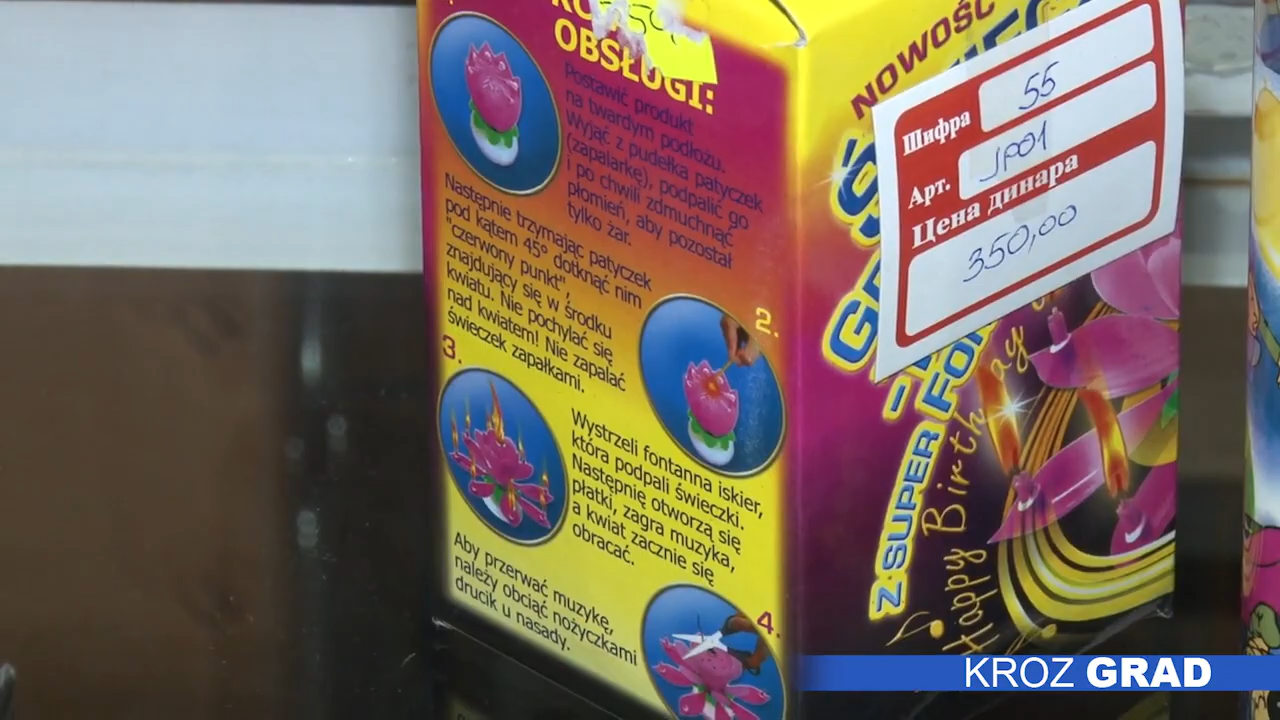 OBSŁUGI:
Postawić produkt
na twardym podłożu.
Wyjąć z pudełka patyczek
(zapalarkę), podpalić go
i po chwili zdmuchnąć
płomień, aby pozostał
tylko żar.
Następnie trzymając patyczek
pod kątem 45° dotknąć nim
"czerwony punkt",
znajdujący się w środku
kwiatu. Nie pochylać się
nad kwiatem! Nie zapalać
świeczek zapałkami.
2.
3.
Wystrzeli fontanna iskier,
która podpali świeczki.
Następnię otworzą się
płatki, zagra muzyka,
a kwiat zacznie się
obracać.
Aby przerwać muzykę,
należy obciąć nożyczkami
drucik u nasady.
4.
NOWOŚĆ
Шифра 55
Арт. JP01
Цена динара
350,00
Z SUPER
Happy Birthday
KROZ GRAD